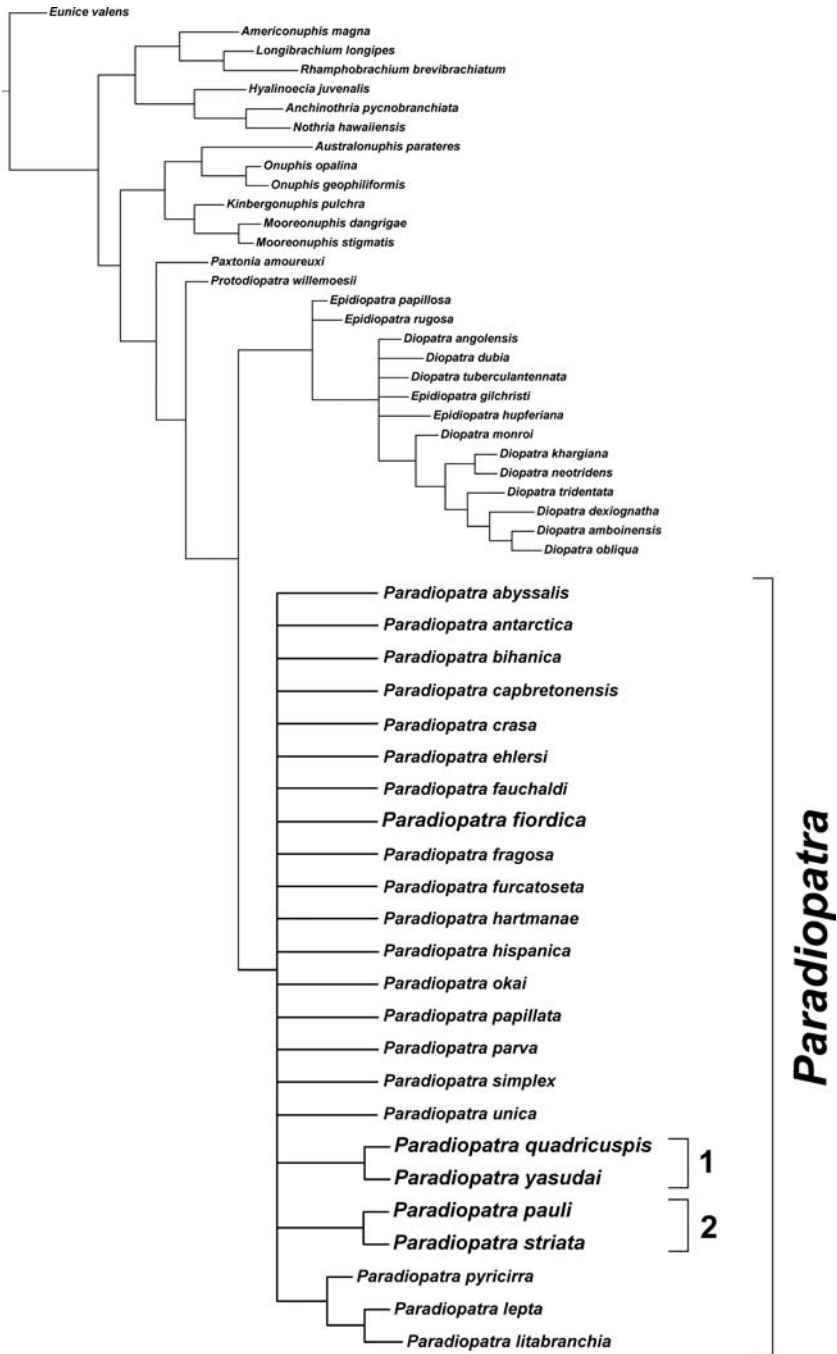 Eunice valens
Americonuphis magna
Longibrachium longipes
Rhamphobrachium brevibrachiatum
Hyalinoecia juvenalis
Anchinothria pycnobranchiata
Nothria hawaiiensis
Australonuphis parateres
Onuphis opalina
Onuphis geophiliformis
Kinbergonuphis pulchra
Mooreonuphis dangrigae
Mooreonuphis stigmatis
Paxtonia amoureuxi
Protodiopatra willemoesii
Epidiopatra papillosa
Epidiopatra rugosa
Diopatra angolensis
Diopatra dubia
Diopatra tuberculantennata
Epidiopatra gilchristi
Epidiopatra hupferiana
Diopatra monroi
Diopatra khargiana
Diopatra neotridens
Diopatra tridentata
Diopatra dexiognatha
Diopatra amboinensis
Diopatra obliqua
Paradiopatra abyssalis
Paradiopatra antarctica
Paradiopatra bihanica
Paradiopatra capbretonensis
Paradiopatra crasa
Paradiopatra ehlersi
Paradiopatra fauchaldi
Paradiopatra fiordica
Paradiopatra fragosa
Paradiopatra furcatoseta
Paradiopatra hartmanae
Paradiopatra hispanica
Paradiopatra okai
Paradiopatra papillata
Paradiopatra parva
Paradiopatra simplex
Paradiopatra unica
Paradiopatra quadricuspis
Paradiopatra yasudai
1
Paradiopatra pauli
Paradiopatra striata
2
Paradiopatra pyricirra
Paradiopatra lepta
Paradiopatra litabranchia
Paradiopatra